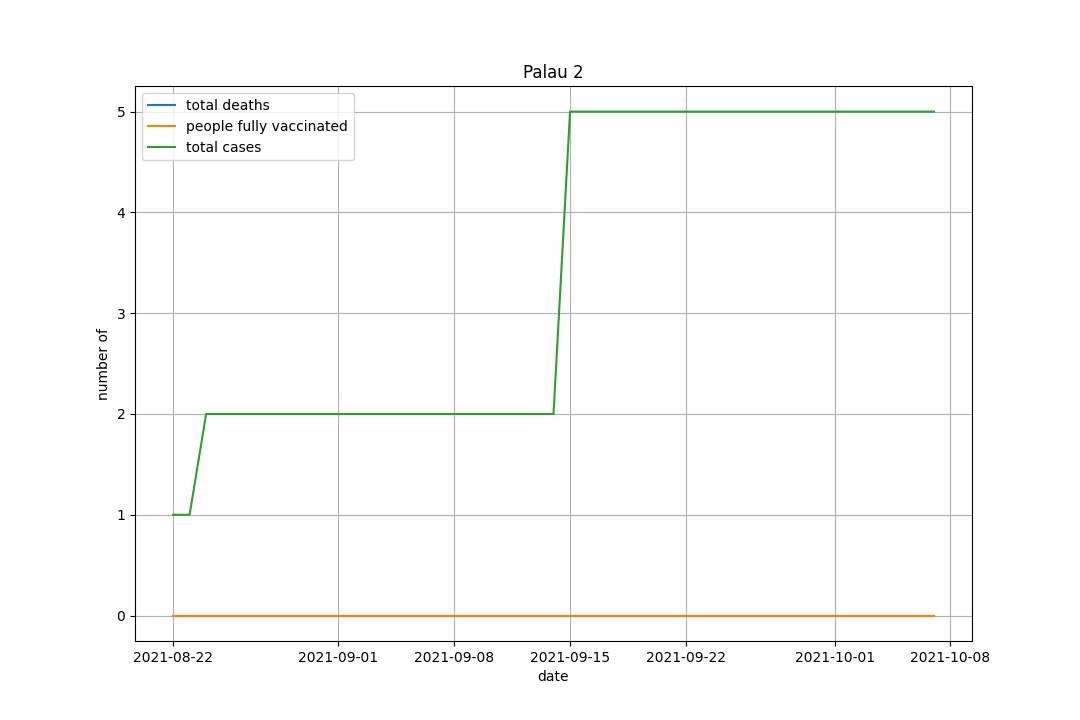 Palau 2
total deaths
people fully vaccinated
total cases
number of
5
4
3
2
1
0
2021-08-22 2021-09-01 2021-09-08 2021-09-15 2021-09-22 2021-10-01 2021-10-08
date